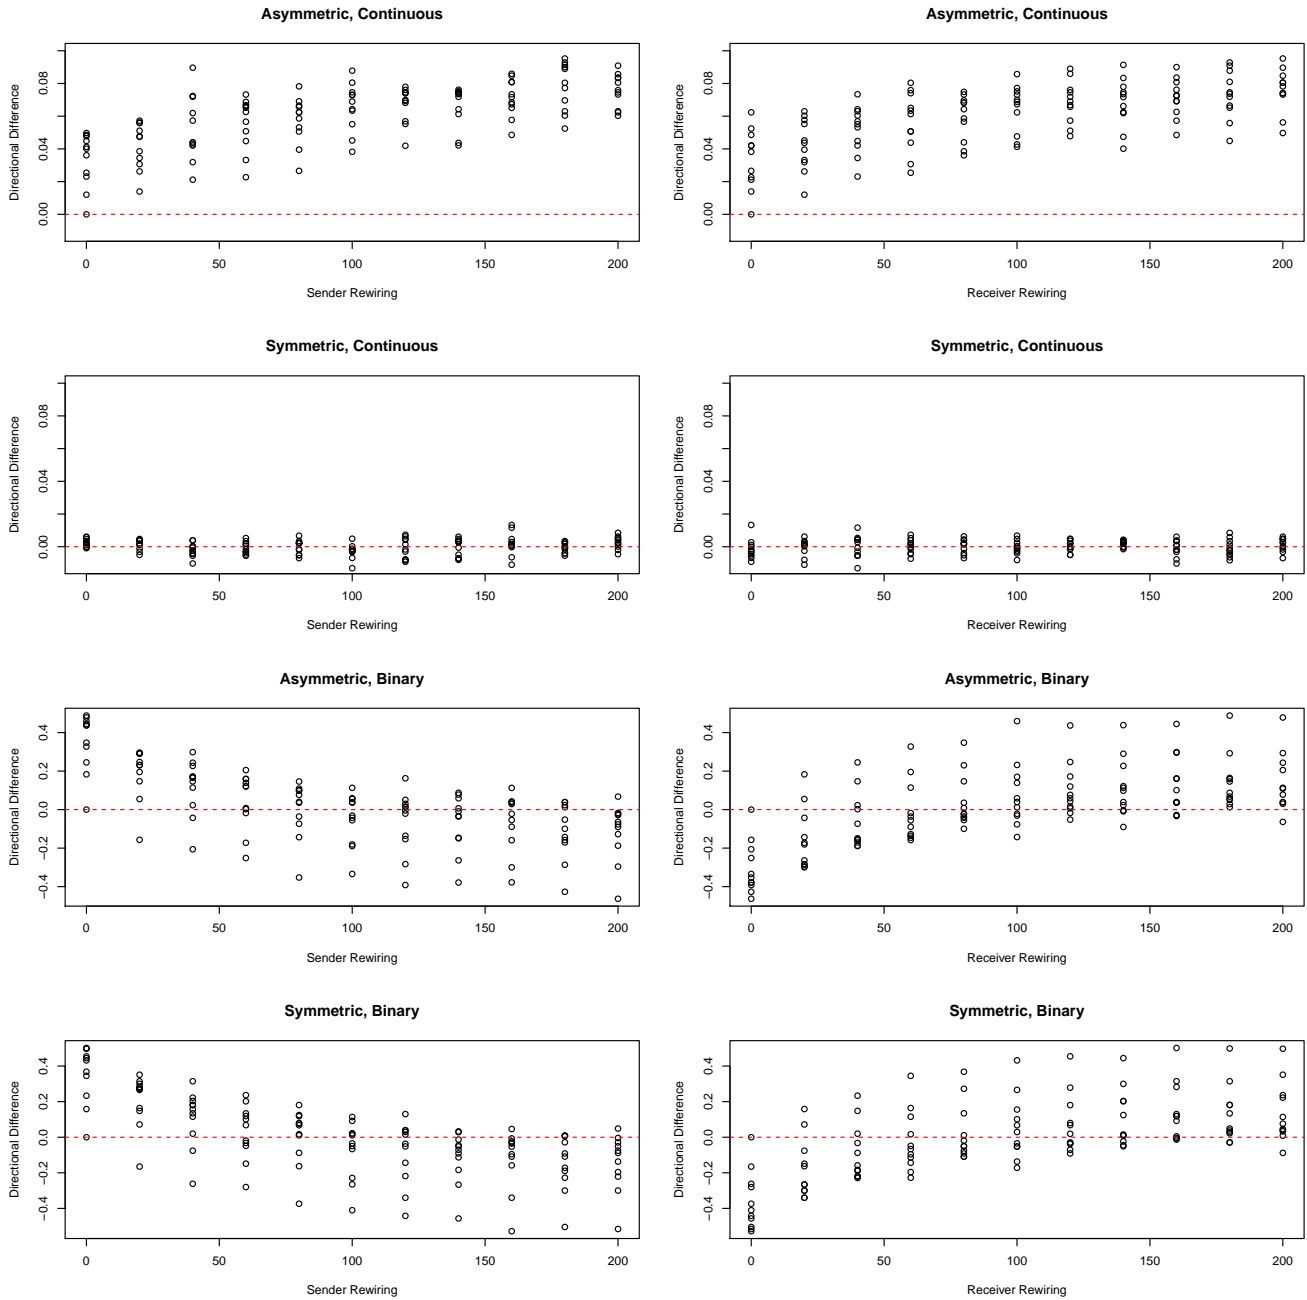 Asymmetric, Continuous
Directional Difference
0.00 0.04 0.08
0 50 100 150 200
Sender Rewiring
Asymmetric, Continuous
Directional Difference
0.00 0.04 0.08
0 50 100 150 200
Receiver Rewiring
Symmetric, Continuous
Directional Difference
0.00 0.04 0.08
0 50 100 150 200
Sender Rewiring
Symmetric, Continuous
Directional Difference
0.00 0.04 0.08
0 50 100 150 200
Receiver Rewiring
Asymmetric, Binary
Directional Difference
−0.4 −0.2 0.0 0.2 0.4
0 50 100 150 200
Sender Rewiring
Asymmetric, Binary
Directional Difference
−0.4 −0.2 0.0 0.2 0.4
0 50 100 150 200
Receiver Rewiring
Symmetric, Binary
Directional Difference
−0.4 −0.2 0.0 0.2 0.4
0 50 100 150 200
Sender Rewiring
Symmetric, Binary
Directional Difference
−0.4 −0.2 0.0 0.2 0.4
0 50 100 150 200
Receiver Rewiring